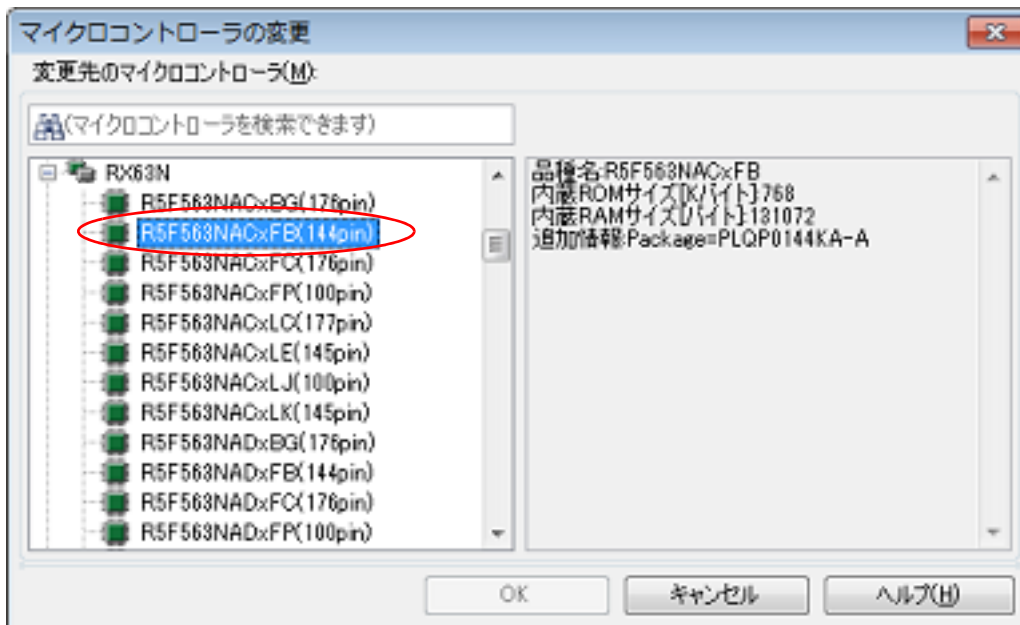 マイクロコントローラの変更
変更先のマイクロコントローラ(M):
(マイクロコントローラを検索できます)
RX63N
R5F563NACxBG(176pin)
R5F563NACxFB(144pin)
R5F563NACxFC(176pin)
R5F563NACxFP(100pin)
R5F563NACxLC(177pin)
R5F563NACxLE(145pin)
R5F563NACxLJ(100pin)
R5F563NACxLK(145pin)
R5F563NADxBG(176pin)
R5F563NADxFB(144pin)
R5F563NADxFC(176pin)
R5F563NADxFP(100pin)
品種名:R5F563NACxFB
内蔵ROMサイズ[Kバイト]:768
内蔵RAMサイズ[バイト]:131072
追加情報:Package=PLQP0144KA-A
OK
キャンセル
ヘルプ(H)